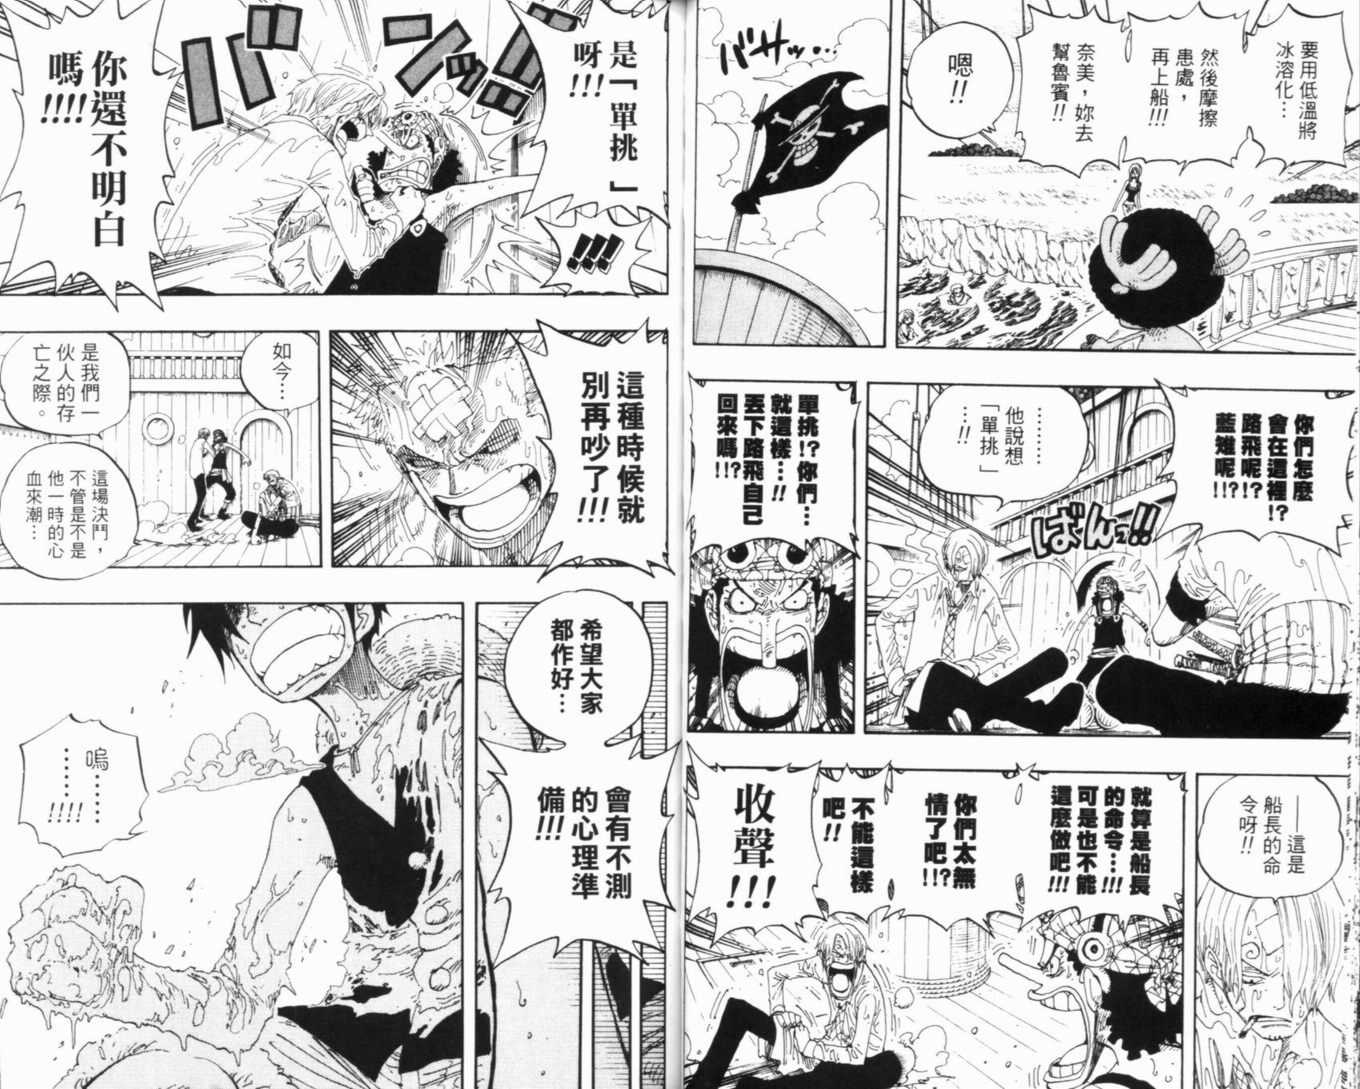 要用低溫將
冰溶化…
然後摩擦
患處，
再上船!!!
奈美，妳去
幫魯賓!!
嗯!!
バサッ…
你們怎麼
會在這裡!?
路飛呢!?
藍雉呢!!?
………
他說想
「單挑」
…!!
ばんっ!!
單挑!?你們…
就這樣…!!
丟下路飛自己
回來嗎!!?
——這是
船長的命
令呀!!
就算是船長
的命令…!!!
可是也不能
這麼做吧!!!
你們太無
情了吧!!?
不能這樣
吧!!
收聲!!!
是「單挑」
呀!!!
!!!
バンッ!!
你還不明白
嗎!!!!
這種時候就
別再吵了!!!
如今…
是我們一
伙人的存
亡之際。
這場決鬥，
不管是不是
他一時的心
血來潮…
希望大家
都作好…
會有不測
的心理準
備!!!
嗚……
……!!!!